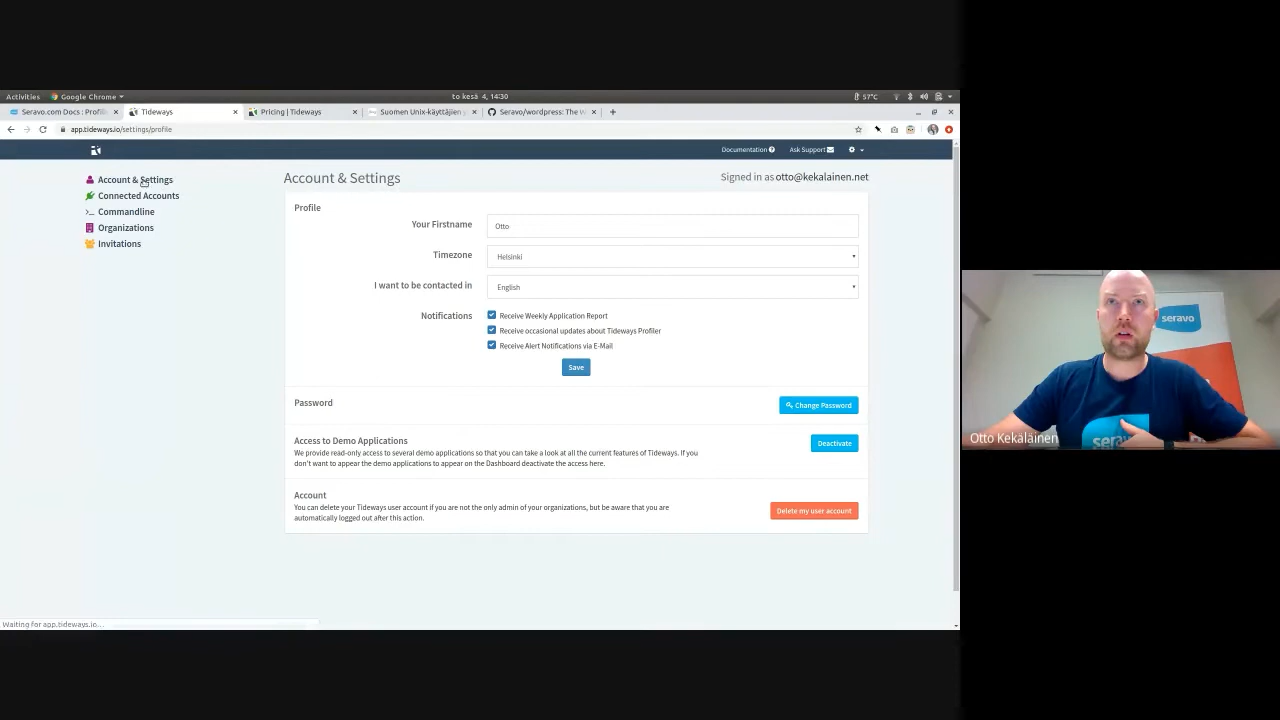 Activities
Google Chrome
to kesä 4, 14:30
57°C
Seravo.com Docs : Profili
Tideways
Pricing | Tideways
Suomen Unix-käyttäjien
Seravo/wordpress: The W
app.tideways.io/settings/profile
Documentation
Ask Support
Account & Settings
Connected Accounts
Commandline
Organizations
Invitations
Account & Settings
Signed in as otto@kekalainen.net
Profile
Your Firstname
Otto
Timezone
Helsinki
I want to be contacted in
English
Notifications
Receive Weekly Application Report
Receive occasional updates about Tideways Profiler
Receive Alert Notifications via E-Mail
Save
Password
Change Password
Access to Demo Applications
Deactivate
We provide read-only access to several demo applications so that you can take a look at all the current features of Tideways. If you
don't want to appear the demo applications to appear on the Dashboard deactivate the access here.
Account
You can delete your Tideways user account if you are not the only admin of your organizations, but be aware that you are
automatically logged out after this action.
Delete my user account
Waiting for app.tideways.io...
seravo
Otto Kekäläinen